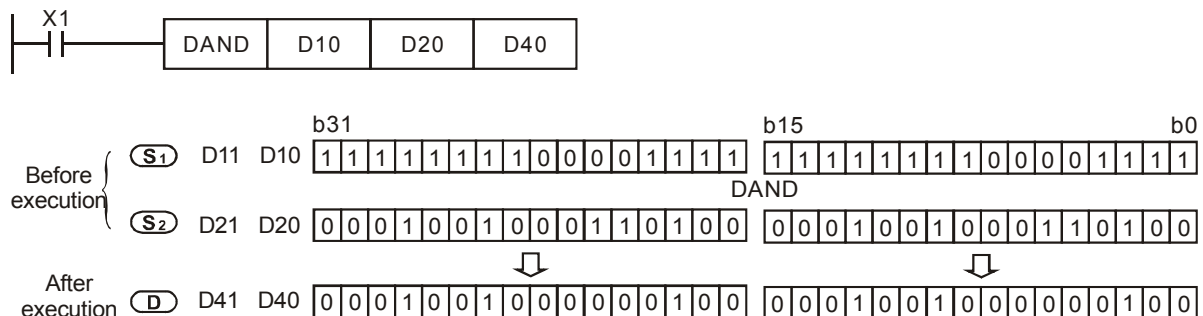 X1
DAND D10 D20 D40
b31 b15 b0
Before execution
S1 D11 D10 1 1 1 1 1 1 1 1 0 0 0 0 1 1 1 1 1 1 1 1 1 1 1 1 0 0 0 0 1 1 1 1
DAND
S2 D21 D20 0 0 0 1 0 0 1 0 0 0 1 1 0 1 0 0 0 0 0 1 0 0 1 0 0 0 1 1 0 1 0 0
After execution
D D41 D40 0 0 0 1 0 0 1 0 0 0 0 0 0 1 0 0 0 0 0 1 0 0 1 0 0 0 0 0 0 1 0 0